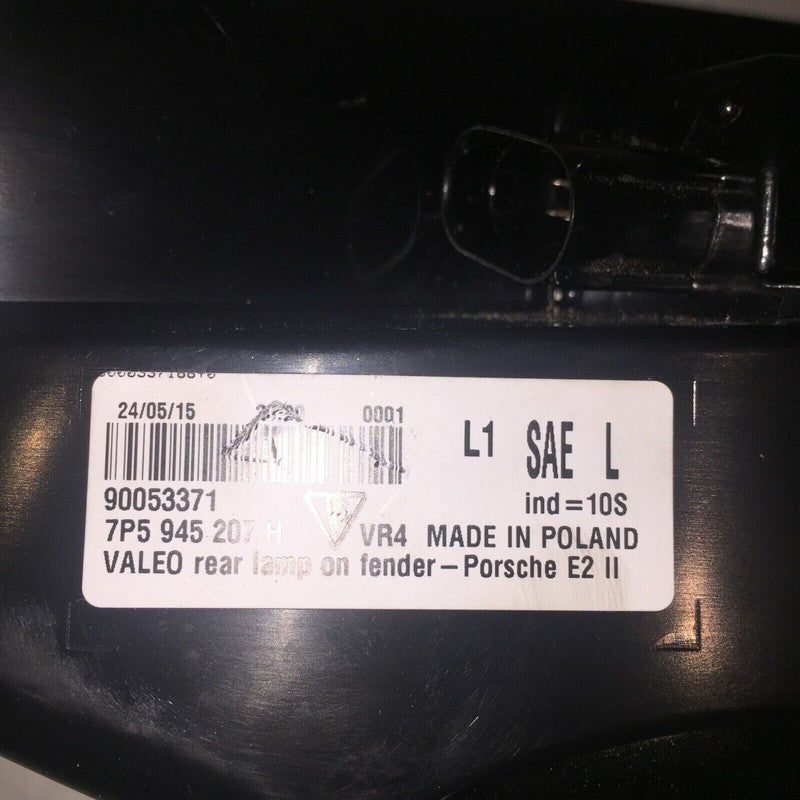 24/05/15 0001
L1 SAE L
90053371 ind=10S
7P5 945 207 H VR4 MADE IN POLAND
VALEO rear lamp on fender-Porsche E2 II